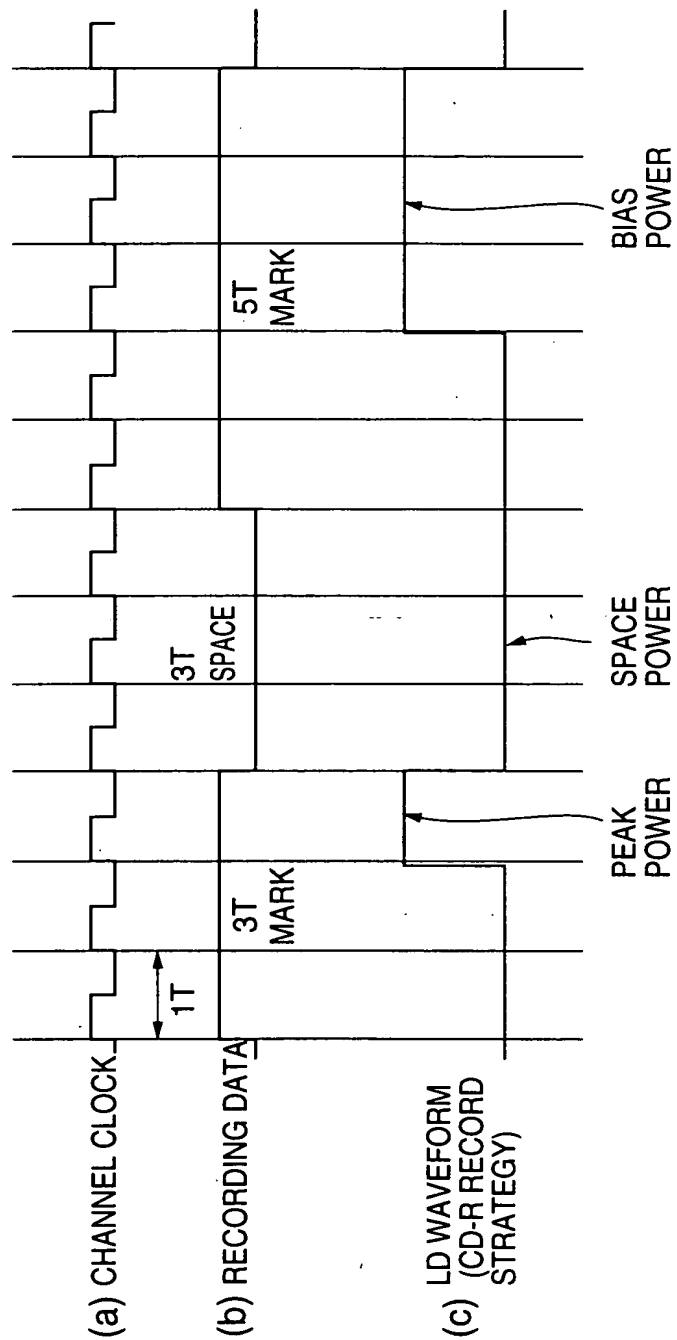 (a) CHANNEL CLOCK
1T
(b) RECORDING DATA
3T
MARK
3T
SPACE
5T
MARK
(c)
LD WAVEFORM
(CD-R RECORD
STRATEGY)
PEAK
POWER
SPACE
POWER
BIAS
POWER